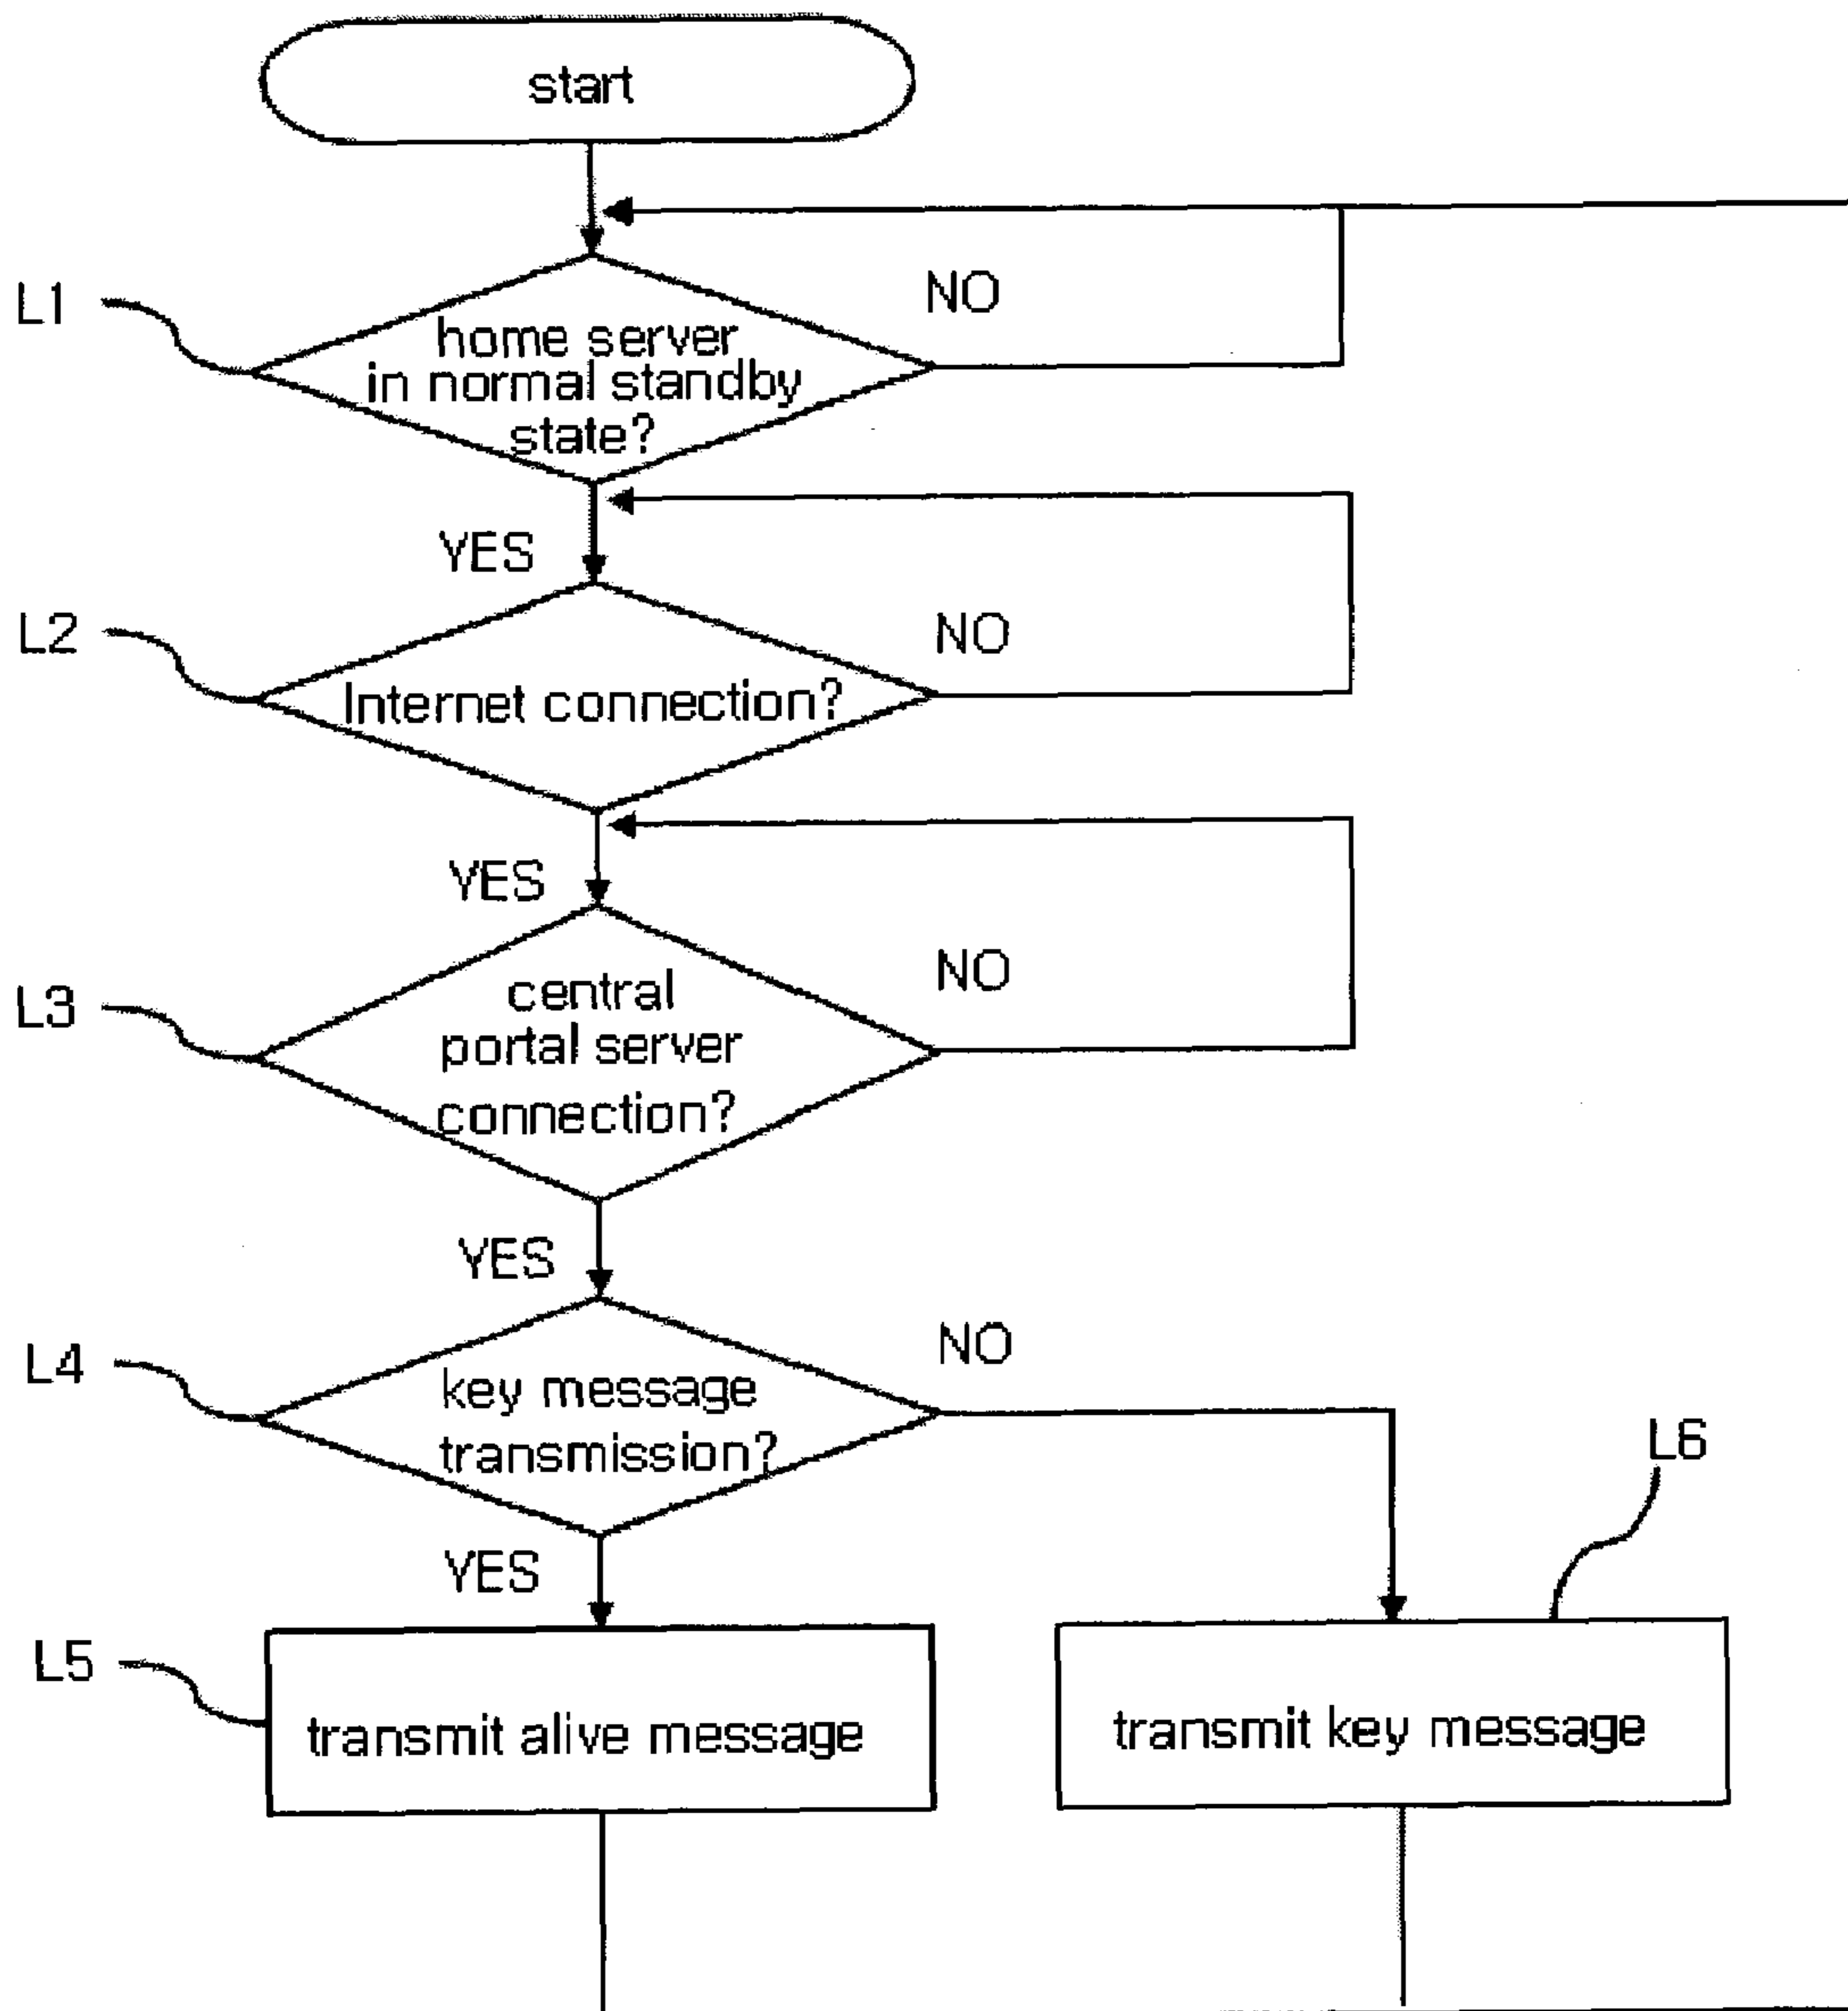 start
L1
home server
in normal standby
state?
NO
YES
L2
Internet connection?
NO
YES
L3
central
portal server
connection?
NO
YES
L4
key message
transmission?
NO
YES
L5
transmit alive message
L6
transmit key message